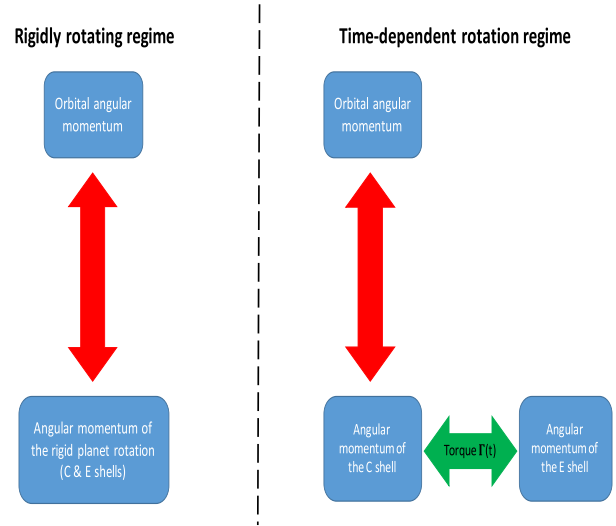 Rigidly rotating regime
Orbital angular
momentum
Angular momentum of
the rigid planet rotation
(C & E shells)
Time-dependent rotation regime
Orbital angular
momentum
Angular
momentum of
the C shell
Torque Γ(t)
Angular
momentum of
the E shell